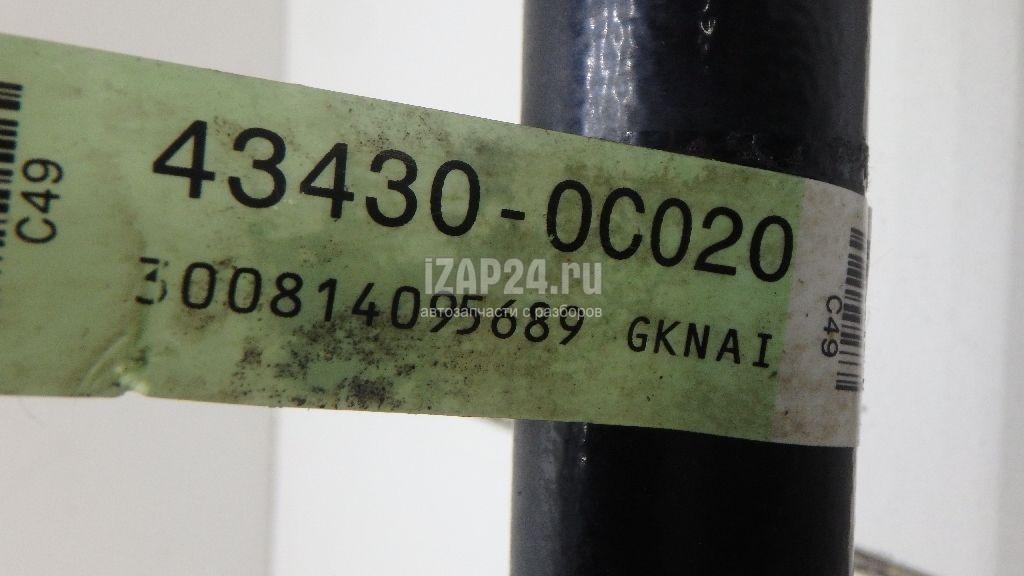 C49
43430-0C020
300814095689 GKNAI
C49
iZAP24.ru
автозапчасти с разборов